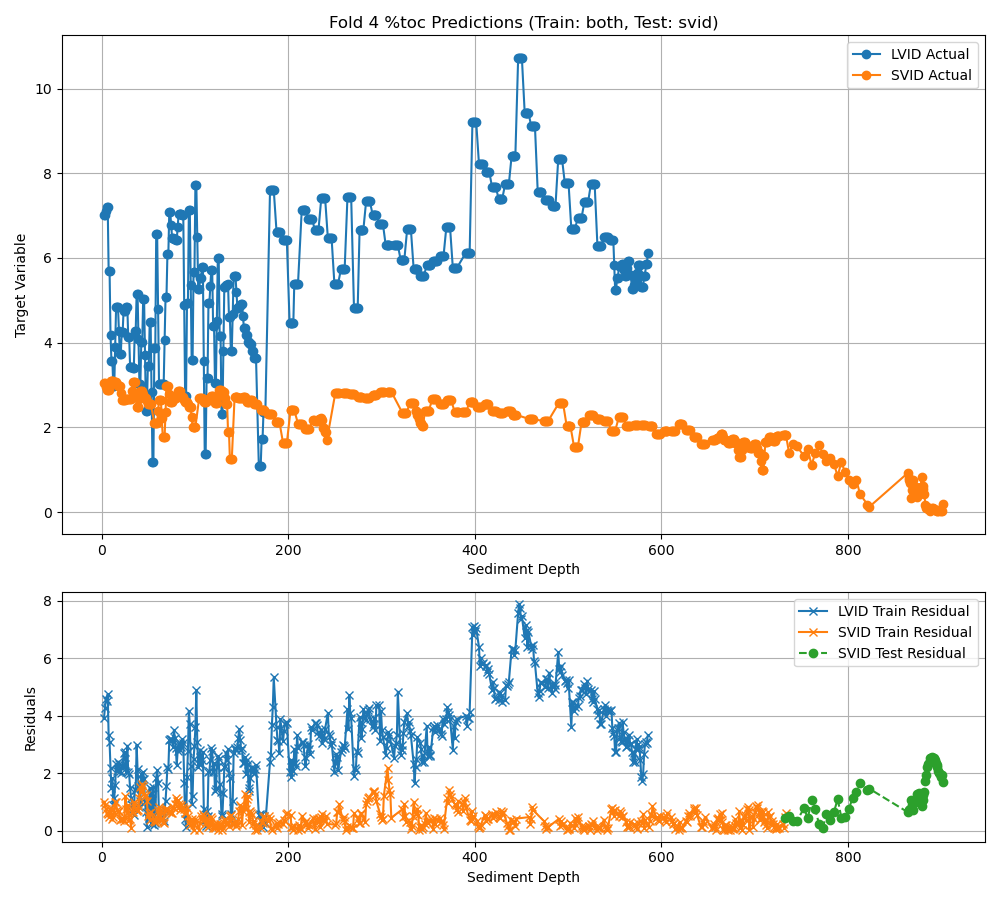 Fold 4 %toc Predictions (Train: both, Test: svid)
LVID Actual
SVID Actual
Target Variable
10
8
6
4
2
0
0 200 400 600 800
Sediment Depth
LVID Train Residual
SVID Train Residual
SVID Test Residual
Residuals
8
6
4
2
0
0 200 400 600 800
Sediment Depth